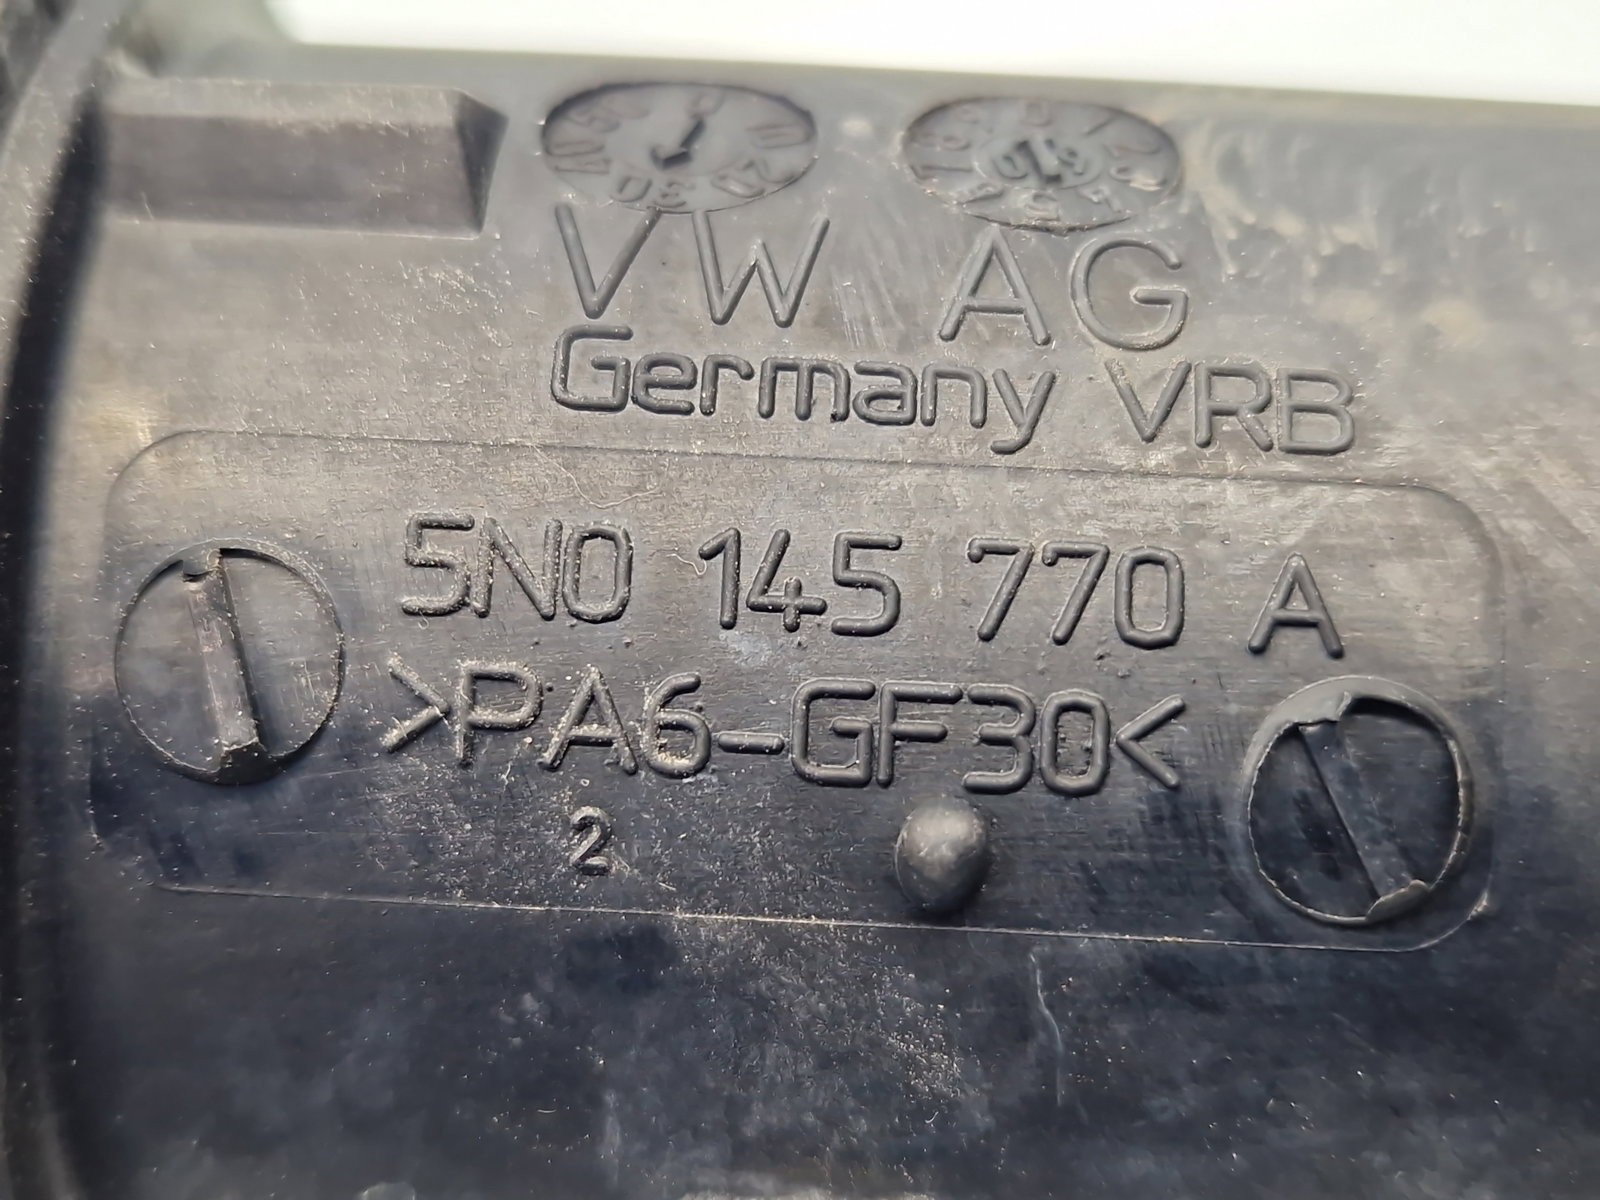 VW AG
Germany VRB
5N0 145 770 A
>PA6-GF30<
2